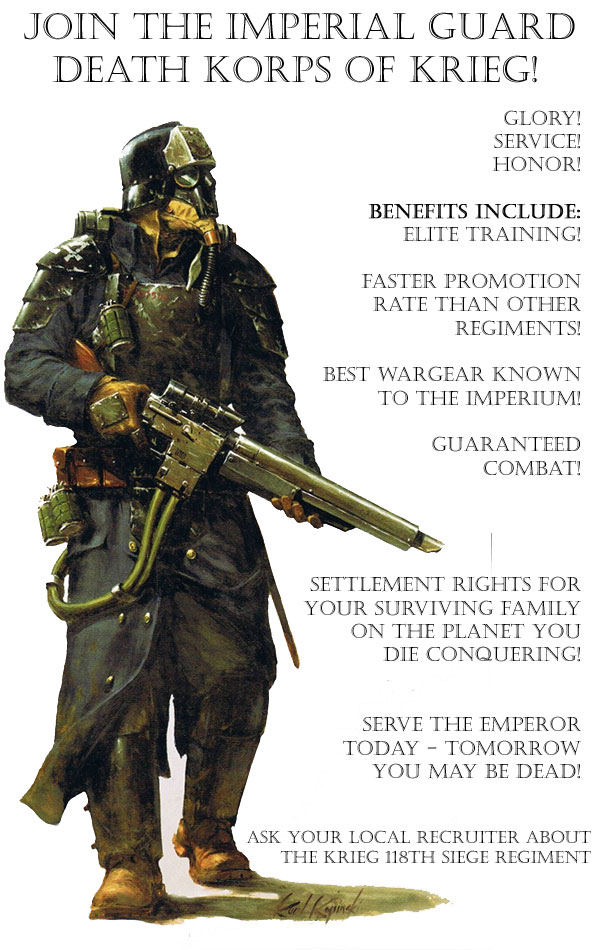 JOIN THE IMPERIAL GUARD
DEATH KORPS OF KRIEG!
GLORY!
SERVICE!
HONOR!
BENEFITS INCLUDE:
ELITE TRAINING!
FASTER PROMOTION
RATE THAN OTHER
REGIMENTS!
BEST WARGEAR KNOWN
TO THE IMPERIUM!
GUARANTEED
COMBAT!
SETTLEMENT RIGHTS FOR
YOUR SURVIVING FAMILY
ON THE PLANET YOU
DIE CONQUERING!
SERVE THE EMPEROR
TODAY - TOMORROW
YOU MAY BE DEAD!
ASK YOUR LOCAL RECRUITER ABOUT
THE KRIEG 118TH SIEGE REGIMENT